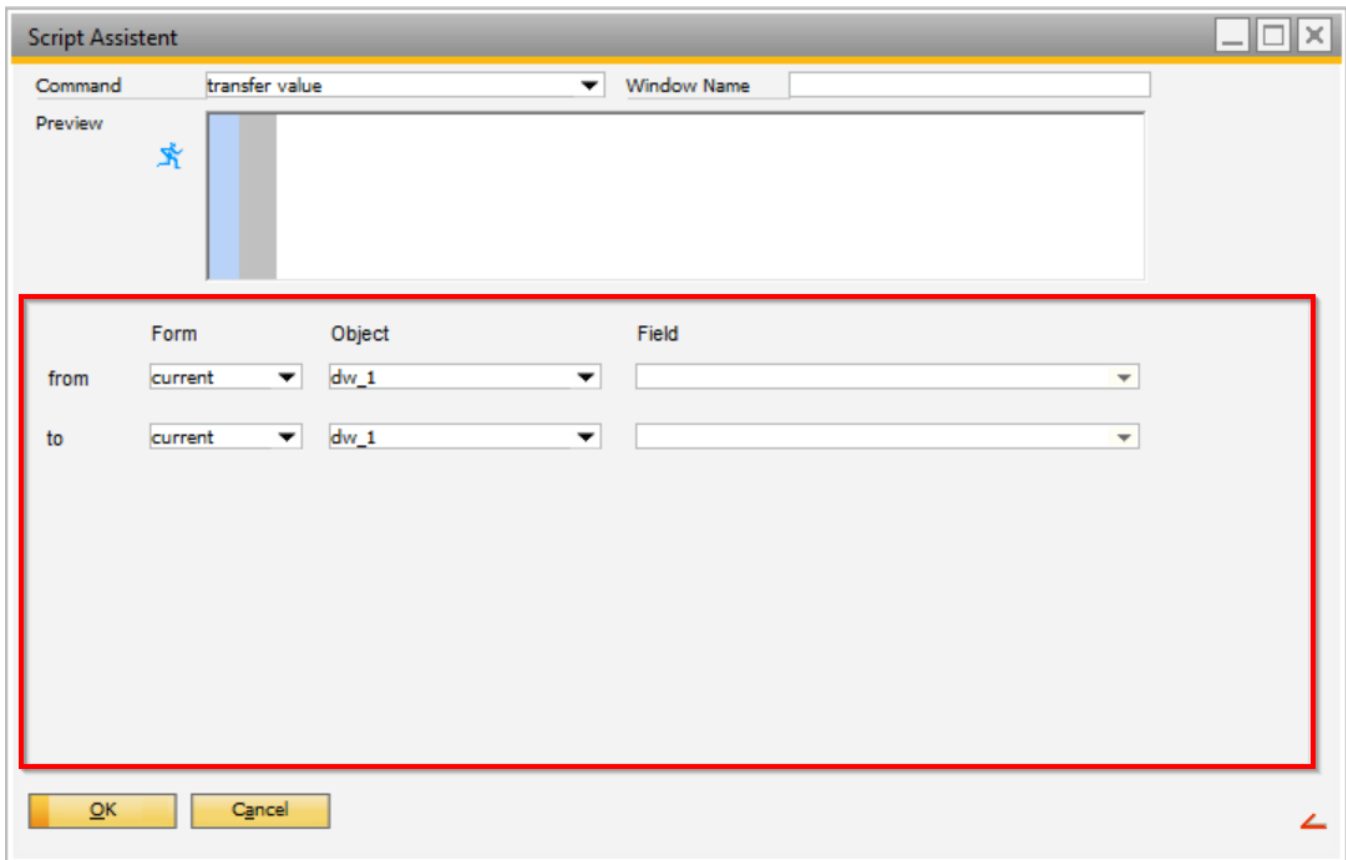 Script Assistent
Command transfer value Window Name
Preview
Form Object Field
from current dw_1
to current dw_1
OK Cancel